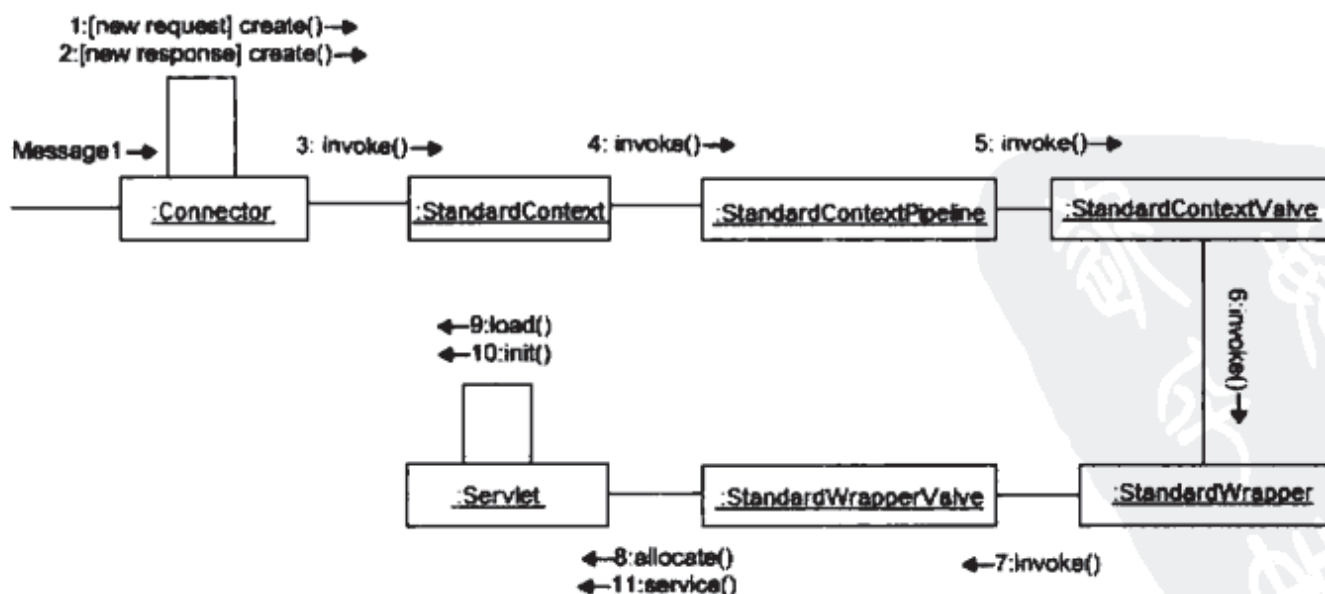 1:[new request] create()→
2:[new response] create()→
Message1→
3: invoke()→
4: invoke()→
5: invoke()→
:Connector
:StandardContext
:StandardContextPipeline
:StandardContextValve
6:invoke()→
←9:load()
←10:init()
:Servlet
:StandardWrapperValve
:StandardWrapper
←8:allocate()
←11:service()
←7:invoke()